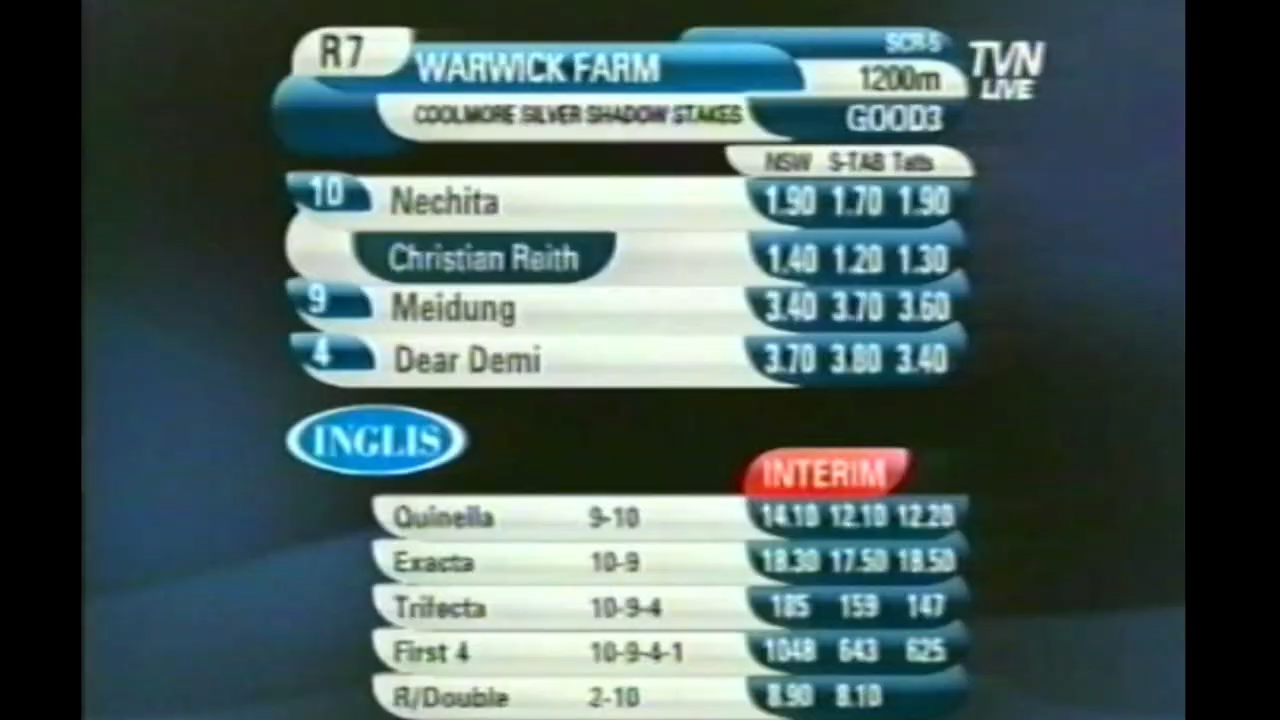 R7 WARWICK FARM SCR-5 TVN
1200m LIVE
COOLMORE SILVER SHADOW STAKES GOOD3
NSW S-TAB Tatts
10 Nechita 1.90 1.70 1.90
Christian Reith 1.40 1.20 1.30
9 Meidung 3.40 3.70 3.60
4 Dear Demi 3.70 3.80 3.40
INGLIS
INTERIM
Quinella 9-10 14.10 12.10 12.20
Exacta 10-9 18.30 17.50 18.50
Trifecta 10-9-4 185 159 147
First 4 10-9-4-1 1048 643 625
R/Double 2-10 8.90 8.10